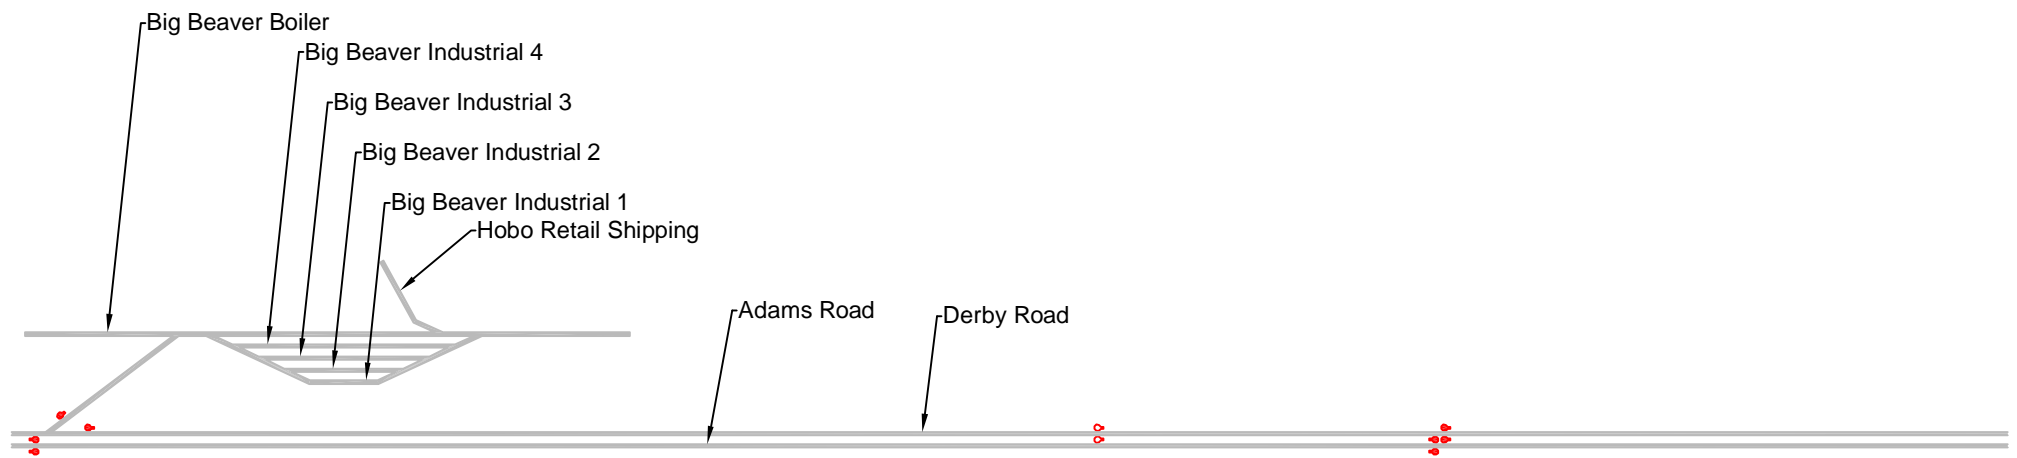 Big Beaver Boiler
Big Beaver Industrial 4
Big Beaver Industrial 3
Big Beaver Industrial 2
Big Beaver Industrial 1
Hobo Retail Shipping
Adams Road
Derby Road